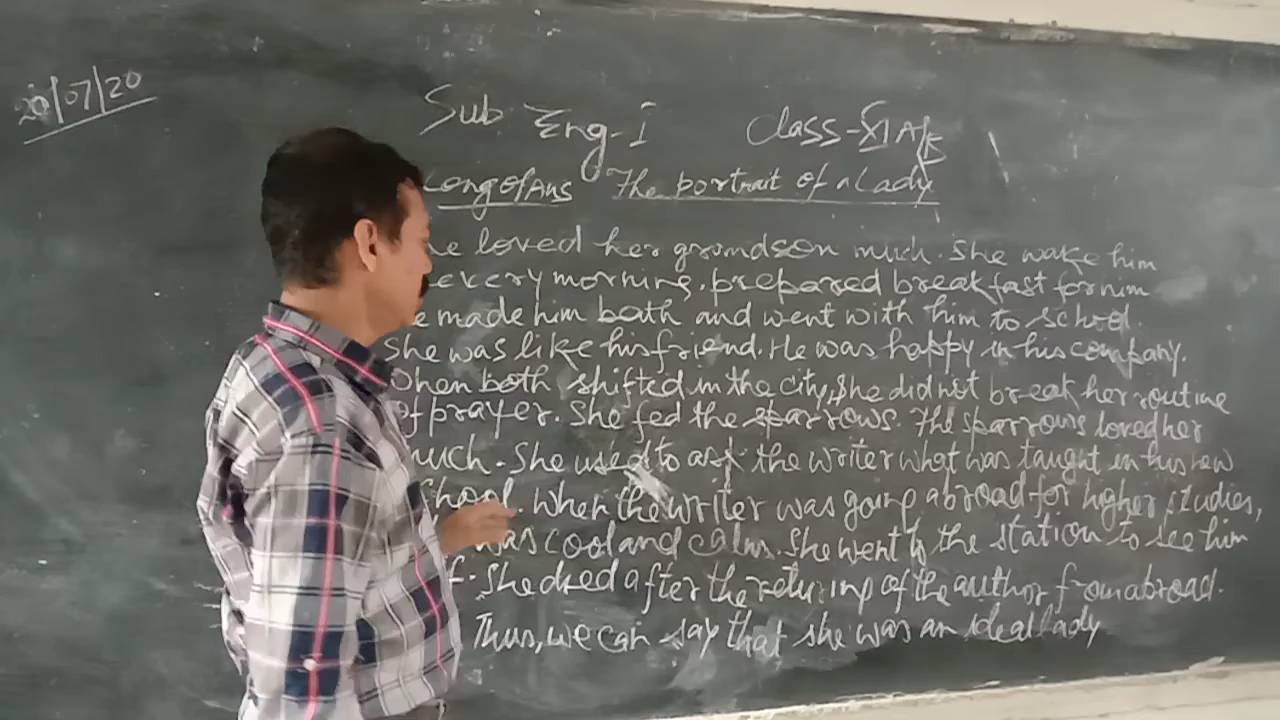 20/07/20
Sub Eng-I Class-XI A/B
Long Q/Ans The portrait of a Lady
he loved her grandson much. She wake him
every morning. prepared breakfast for him
e made him bath and went with him to school.
She was like his friend. He was happy in his company.
When both shifted in the city, she did not break her routine
of prayer. She fed the sparrows. The sparrows loved her
much. She used to ask the writer what was taught in his new
School. When the writer was going abroad for higher studies,
was cool and calm. She went to the station to see him
f. She died after the returing of the author from abroad.
Thus, we can say that she was an ideal lady